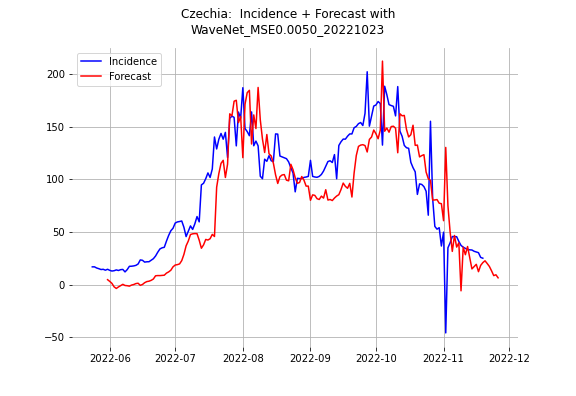 Czechia:  Incidence + Forecast with
WaveNet_MSE0.0050_20221023
Incidence
Forecast
200
150
100
50
0
−50
2022-06 2022-07 2022-08 2022-09 2022-10 2022-11 2022-12